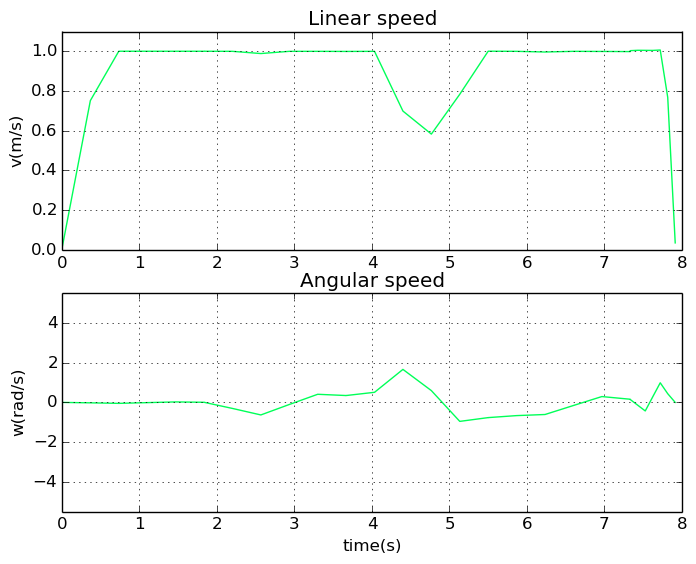 Linear speed
1.0
0.8
0.6
0.4
0.2
0.0
v(m/s)
0 1 2 3 4 5 6 7 8
Angular speed
4
2
0
−2
−4
w(rad/s)
0 1 2 3 4 5 6 7 8
time(s)